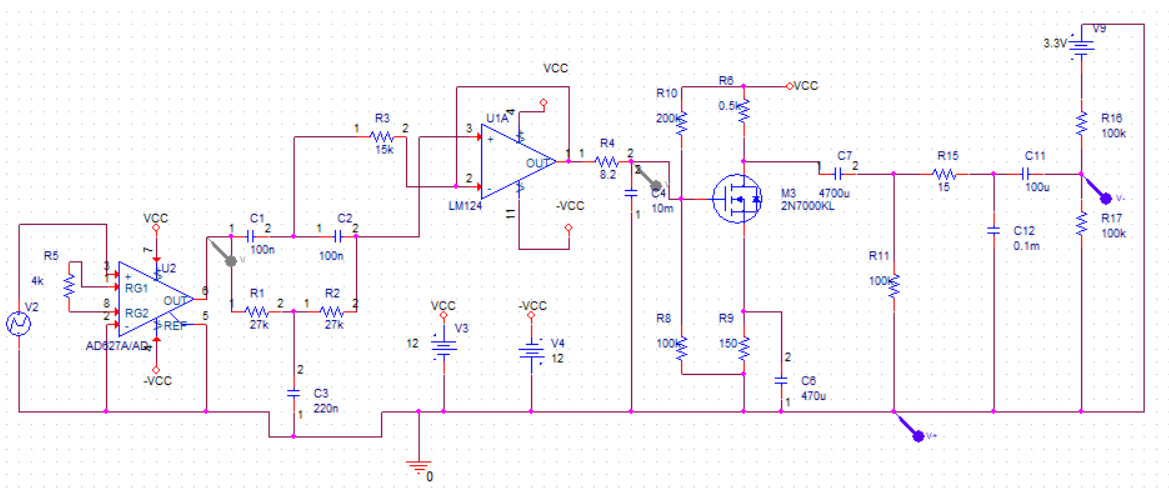 V9
3.3V
VCC
R6
0.5k
VCC
R10
200k
R16
100k
U1A
4
R3
1
2
15k
3
+
OUT
1
1
R4
2
8.2
2
-
LM124
11
-VCC
C4
10m
1
M3
2N7000KL
C7
1
2
4700u
R15
15
C11
100u
V-
R17
100k
C12
0.1m
R11
100k
VCC
7
U2
R5
4k
3
+
1
RG1
8
RG2
2
-
OUT
6
REF
5
AD627A/AD
4
-VCC
V2
V
1
C1
2
100n
1
C2
2
100n
1
R1
2
27k
1
R2
2
27k
2
C3
220n
1
VCC
V3
12
-VCC
V4
12
R8
100k
R9
150
2
C6
470u
1
V+
0